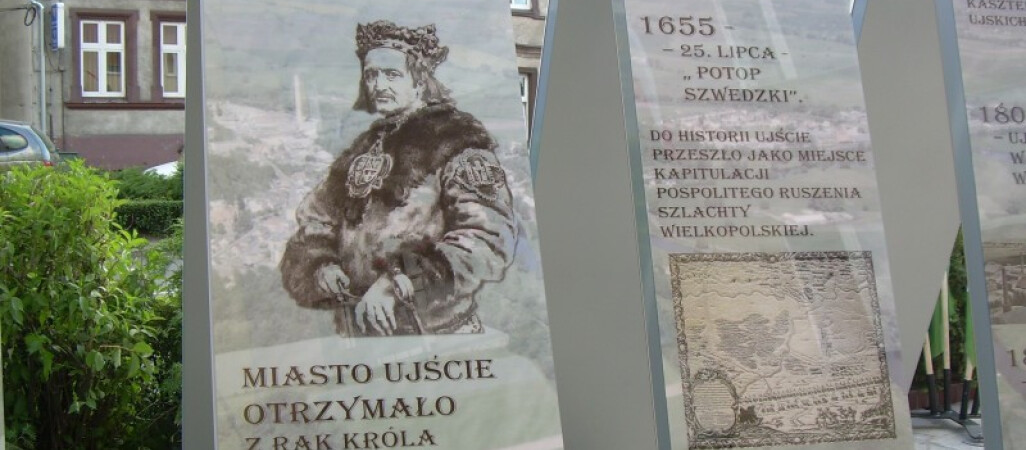 MIASTO UJŚCIE
OTRZYMAŁO
Z RĄK KRÓLA
1655 -
- 25. LIPCA -
„ POTOP
SZWEDZKI".
DO HISTORII UJŚCIE
PRZESZŁO JAKO MIEJSCE
KAPITULACJI
POSPOLITEGO RUSZENIA
SZLACHTY
WIELKOPOLSKIEJ.
UJSKICH